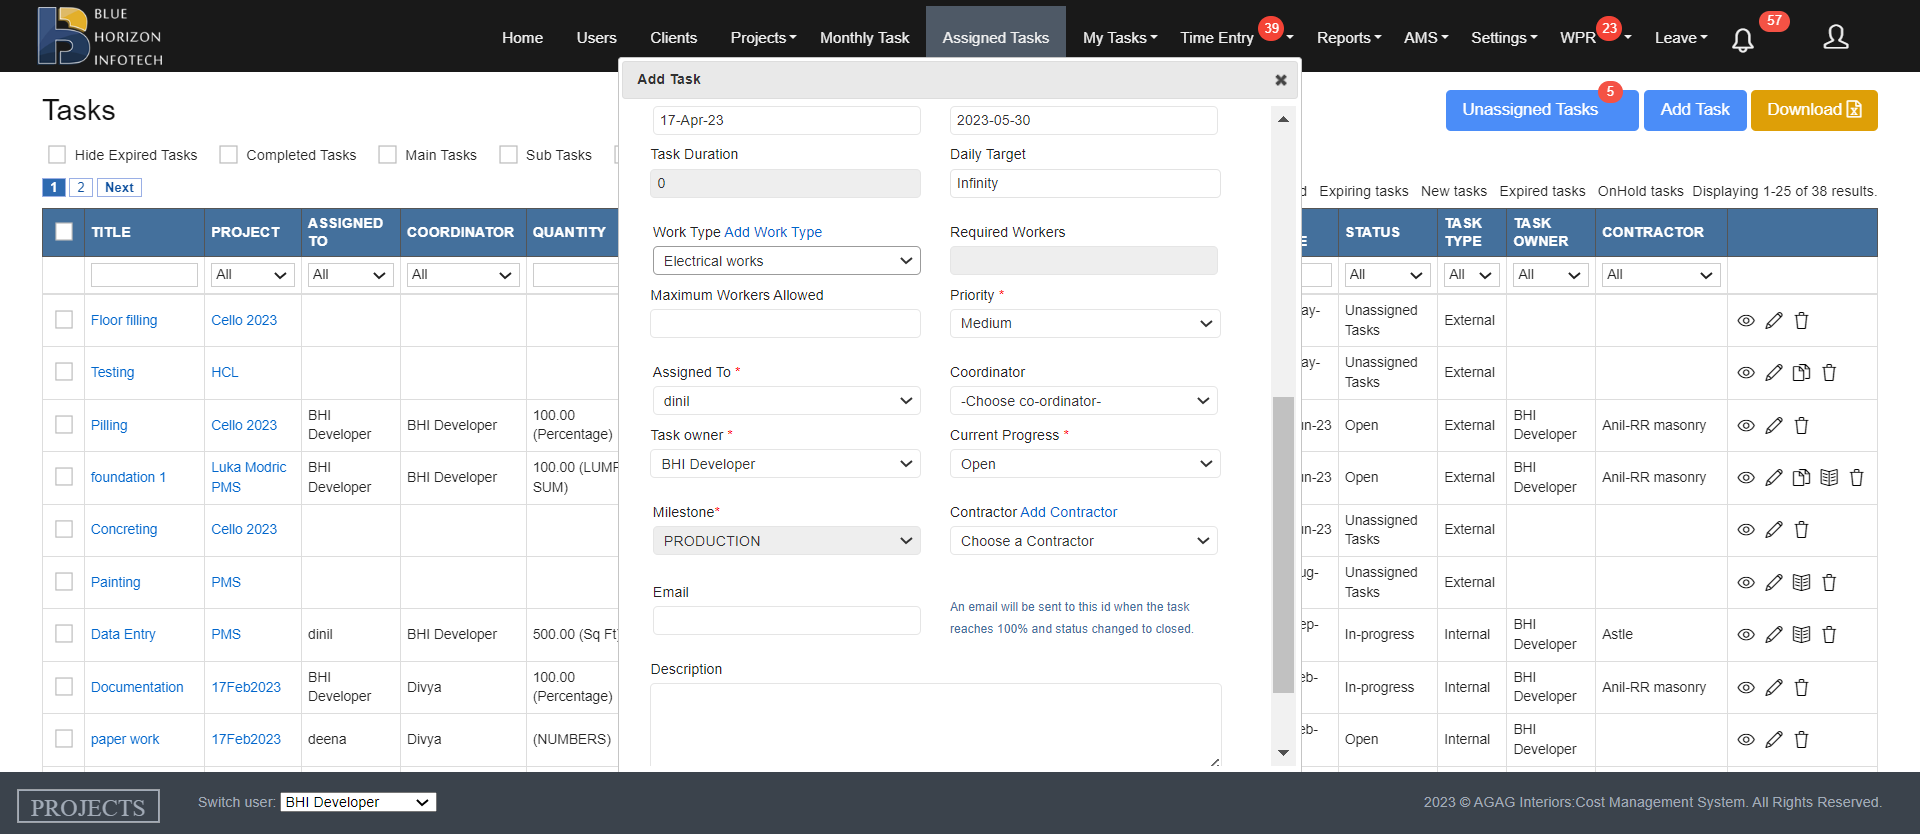 BLUE
HORIZON
INFOTECH
Home Users Clients Projects Monthly Task Assigned Tasks My Tasks Time Entry 39 Reports AMS Settings WPR 23 Leave 57
Tasks
Unassigned Tasks 5 Add Task Download
Hide Expired Tasks Completed Tasks Main Tasks Sub Tasks
1 2 Next
Expiring tasks New tasks Expired tasks OnHold tasks Displaying 1-25 of 38 results.
TITLE PROJECT ASSIGNED TO COORDINATOR QUANTITY E STATUS TASK TYPE TASK OWNER CONTRACTOR
All All All All All All All
Floor filling Cello 2023 ay- Unassigned Tasks External
Testing HCL ay- Unassigned Tasks External
Pilling Cello 2023 BHI Developer BHI Developer 100.00 (Percentage) in-23 Open External BHI Developer Anil-RR masonry
foundation 1 Luka Modric PMS BHI Developer BHI Developer 100.00 (LUMP SUM) in-23 Open External BHI Developer Anil-RR masonry
Concreting Cello 2023 in-23 Unassigned Tasks External
Painting PMS ug- Unassigned Tasks External
Data Entry PMS dinil BHI Developer 500.00 (Sq Ft) ep- In-progress Internal BHI Developer Astle
Documentation 17Feb2023 BHI Developer Divya 100.00 (Percentage) eb- In-progress Internal BHI Developer Anil-RR masonry
paper work 17Feb2023 deena Divya (NUMBERS) eb- Open Internal BHI Developer
Add Task
17-Apr-23 2023-05-30
Task Duration Daily Target
0 Infinity
Work Type Add Work Type Required Workers
Electrical works
Maximum Workers Allowed Priority *
Medium
Assigned To * Coordinator
dinil -Choose co-ordinator-
Task owner * Current Progress *
BHI Developer Open
Milestone* Contractor Add Contractor
PRODUCTION Choose a Contractor
Email
An email will be sent to this id when the task
reaches 100% and status changed to closed.
Description
PROJECTS Switch user: BHI Developer 2023 © AGAG Interiors:Cost Management System. All Rights Reserved.